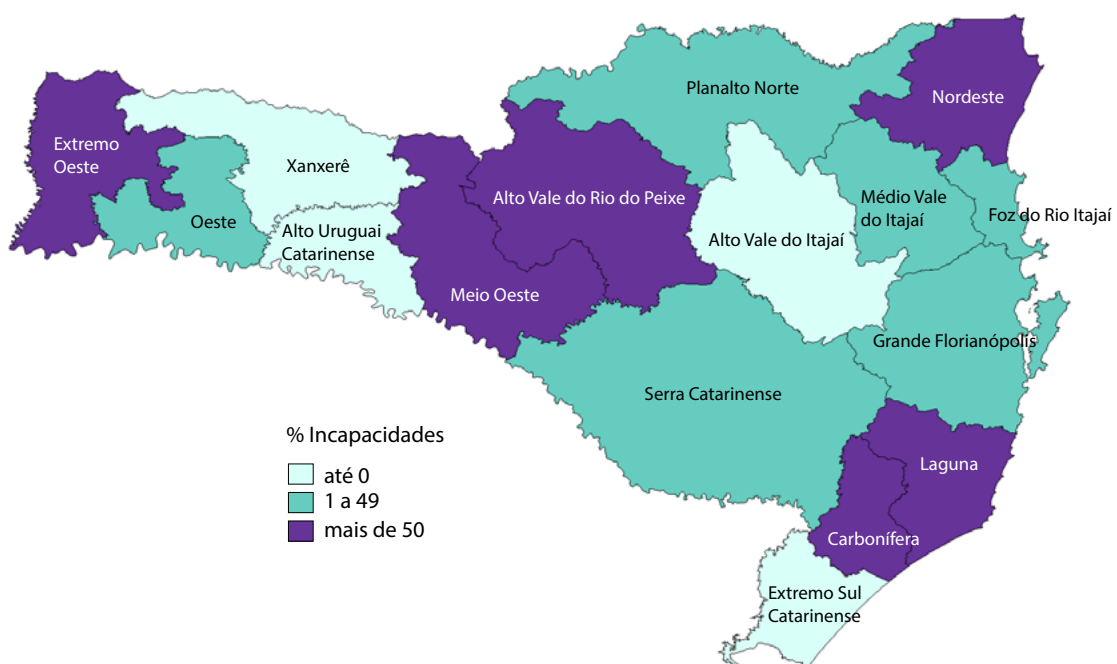 Planalto Norte
Nordeste
Extremo
Oeste
Xanxerê
Alto Vale do Rio do Peixe
Médio Vale
do Itajaí
Foz do Rio Itajaí
Oeste
Alto Uruguai
Catarinense
Alto Vale do Itajaí
Meio Oeste
Grande Florianópolis
Serra Catarinense
% Incapacidades
até 0
1 a 49
mais de 50
Laguna
Carbonífera
Extremo Sul
Catarinense